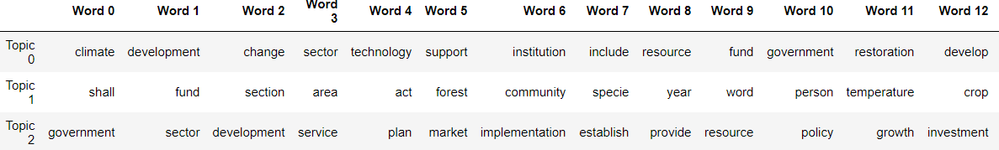 Word 0 Word 1 Word 2 Word 3 Word 4 Word 5 Word 6 Word 7 Word 8 Word 9 Word 10 Word 11 Word 12
Topic 0 climate development change sector technology support institution include resource fund government restoration develop
Topic 1 shall fund section area act forest community specie year word person temperature crop
Topic 2 government sector development service plan market implementation establish provide resource policy growth investment